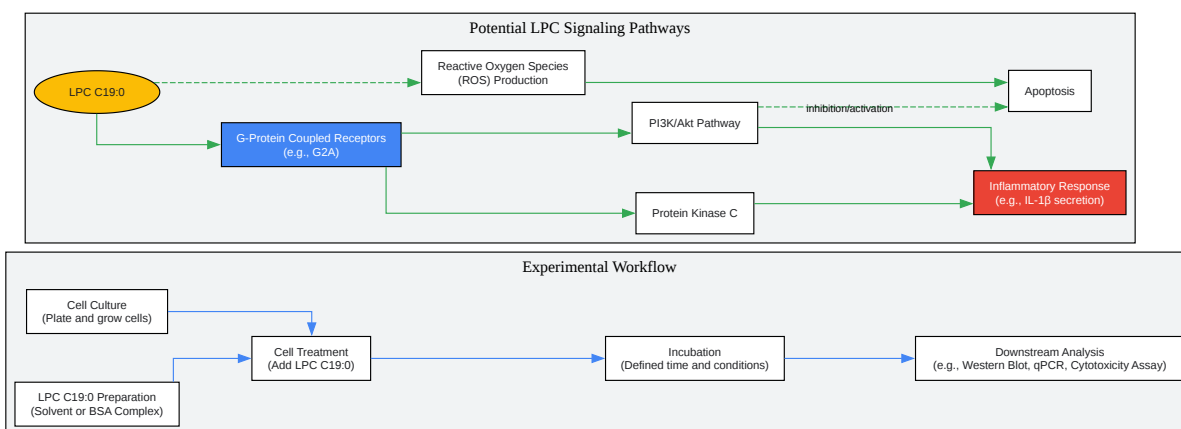 Potential LPC Signaling Pathways
LPC C19:0
Reactive Oxygen Species
(ROS) Production
Apoptosis
inhibition/activation
PI3K/Akt Pathway
G-Protein Coupled Receptors
(e.g., G2A)
Inflammatory Response
(e.g., IL-1β secretion)
Protein Kinase C
Experimental Workflow
Cell Culture
(Plate and grow cells)
Cell Treatment
(Add LPC C19:0)
Incubation
(Defined time and conditions)
Downstream Analysis
(e.g., Western Blot, qPCR, Cytotoxicity Assay)
LPC C19:0 Preparation
(Solvent or BSA Complex)